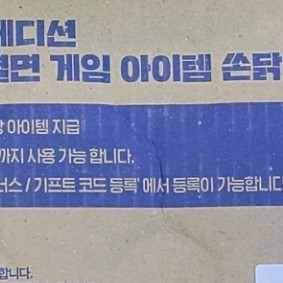 에디션
면 게임 아이템 쏜닭
아이템 지급
까지 사용 가능 합니다.
너스 / 기프트 코드 등록' 에서 등록이 가능합니다
합니다.